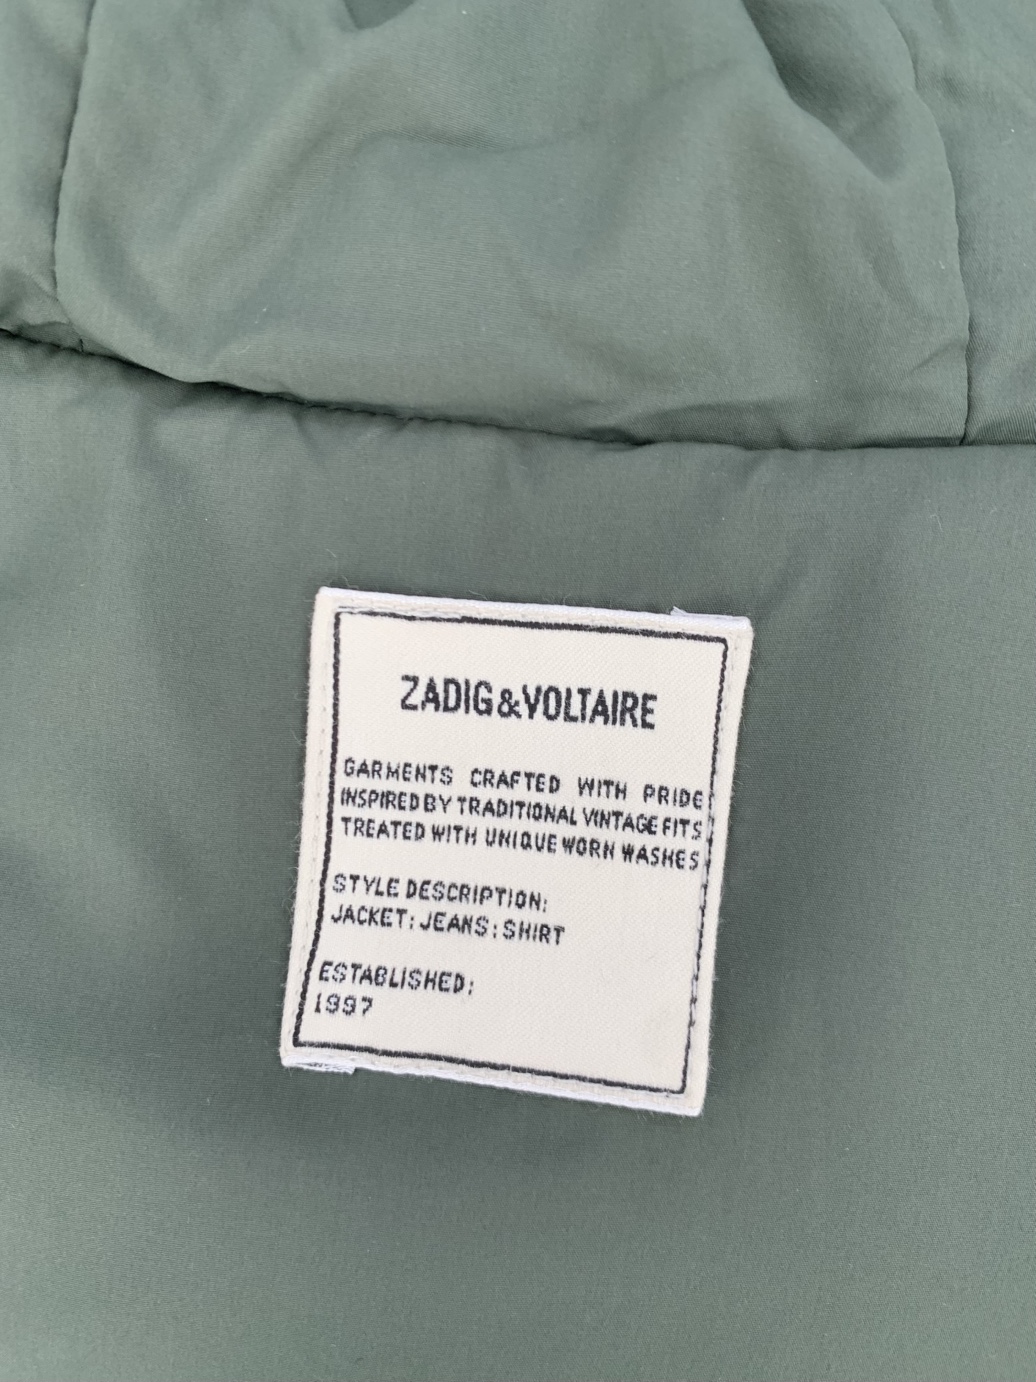 ZADIG&VOLTAIRE
GARMENTS CRAFTED WITH PRIDE
INSPIRED BY TRADITIONAL VINTAGE FITS
TREATED WITH UNIQUE WORN WASHES
STYLE DESCRIPTION:
JACKET: JEANS: SHIRT
ESTABLISHED:
1997